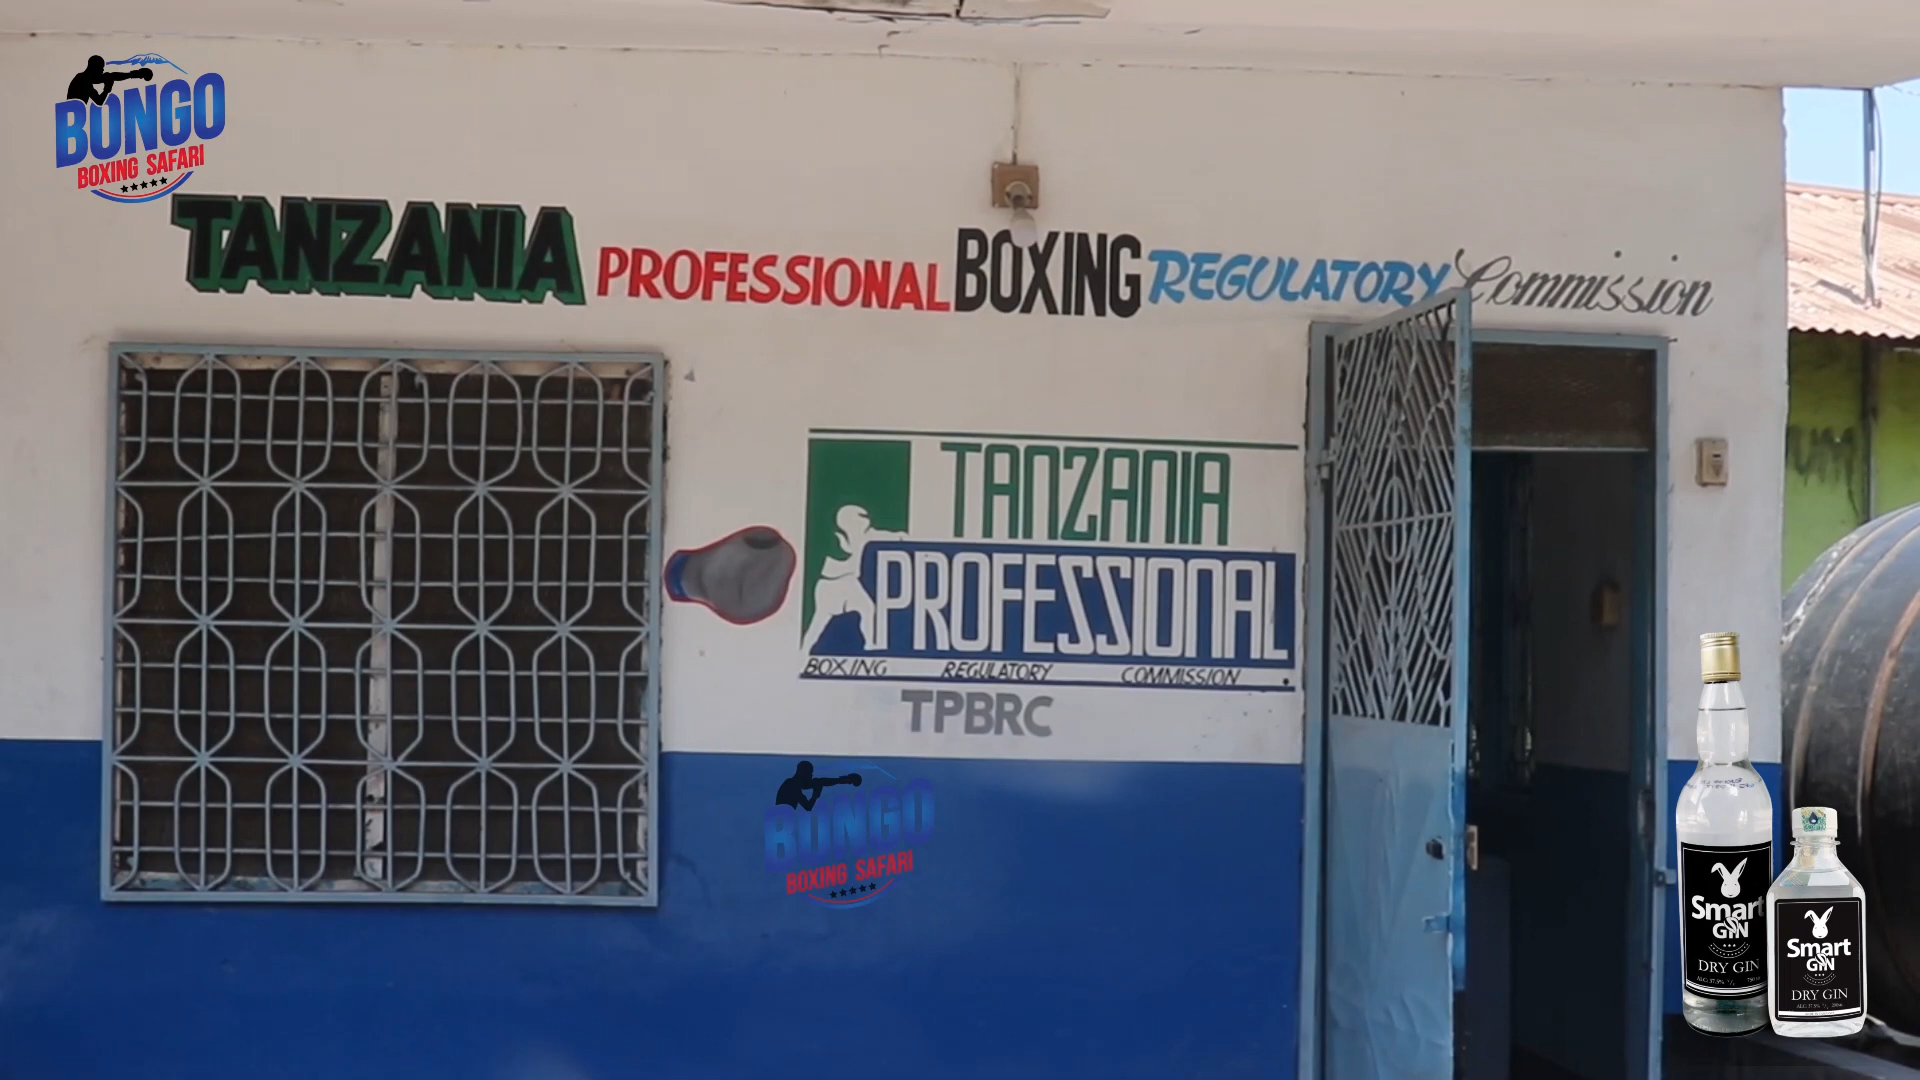 BONGO
BOXING SAFARI
TANZANIA PROFESSIONAL BOXING REGULATORY Commission
TANZANIA
PROFESSIONAL
BOXING REGULATORY COMMISSION
TPBRC
BONGO
BOXING SAFARI
Smart
GIN
DRY GIN
Smart
GIN
DRY GIN